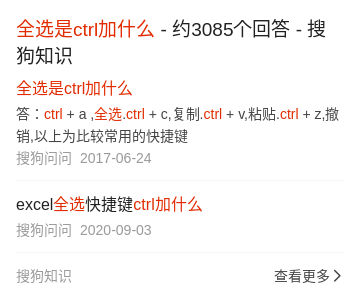 全选是ctrl加什么 - 约3085个回答 - 搜
狗知识
全选是ctrl加什么
答：ctrl + a ,全选.ctrl + c,复制.ctrl + v,粘贴.ctrl + z,撤
销,以上为比较常用的快捷键
搜狗问问 2017-06-24
excel全选快捷键ctrl加什么
搜狗问问 2020-09-03
搜狗知识 查看更多